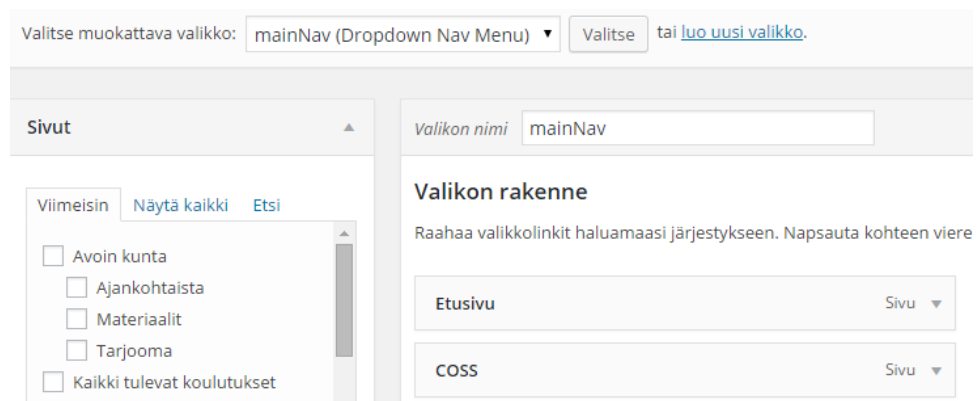 Valitse muokattava valikko: mainNav (Dropdown Nav Menu) Valitse tai luo uusi valikko.
Sivut
Viimeisin Näytä kaikki Etsi
Avoin kunta
Ajankohtaista
Materiaalit
Tarjooma
Kaikki tulevat koulutukset
Valikon nimi mainNav
Valikon rakenne
Raahaa valikkolinkit haluamaasi järjestykseen. Napsauta kohteen viere
Etusivu Sivu
COSS Sivu